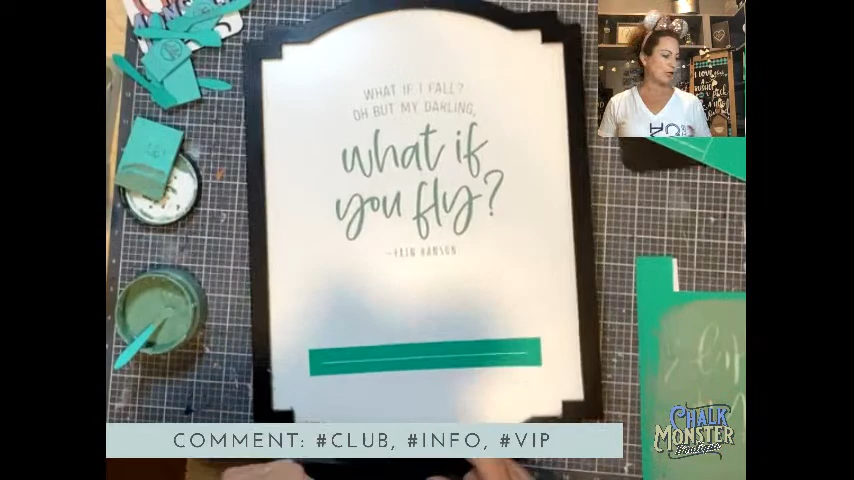 WHAT IF I FALL?
OH BUT MY DARLING,
what if
you fly?
—ERIN HANSON
I LOVE
COMMENT: #CLUB, #INFO, #VIP
CHALK
MONSTER